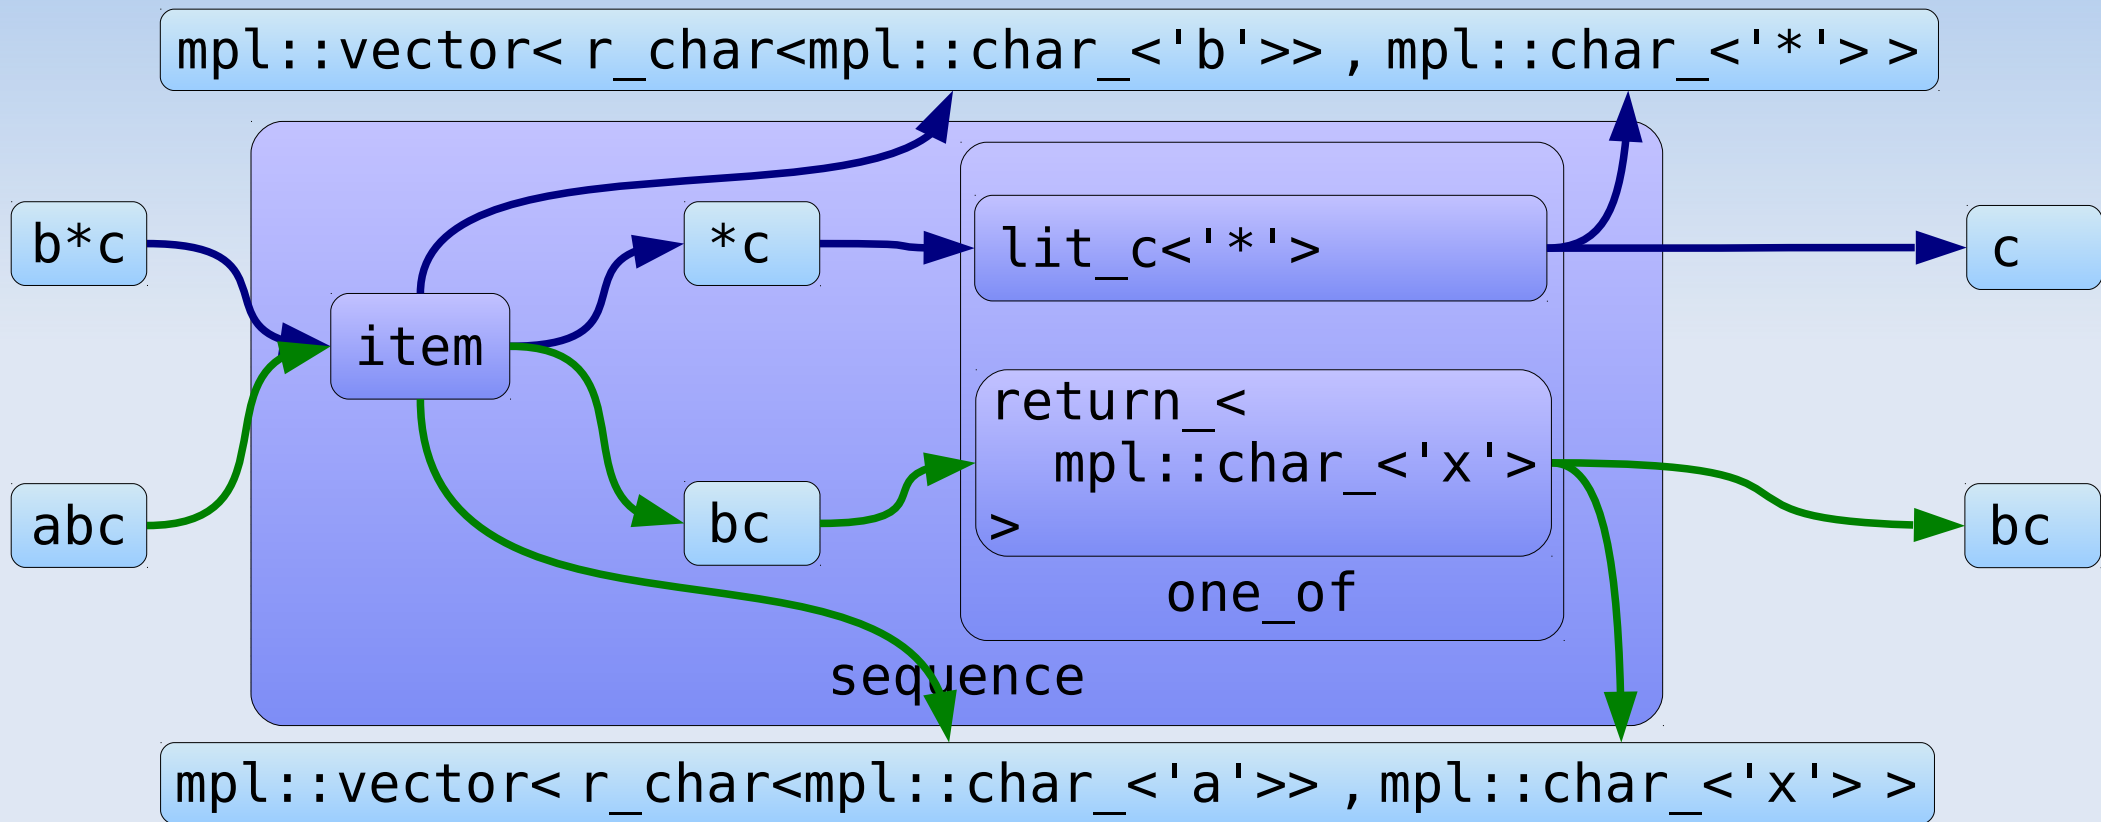 mpl::vector< r_char<mpl::char_<'b'>> , mpl::char_<'*'> >
b*c
*c
lit_c<'*'>
c
item
return_<
mpl::char_<'x'>
>
abc
bc
bc
one_of
sequence
mpl::vector< r_char<mpl::char_<'a'>> , mpl::char_<'x'> >